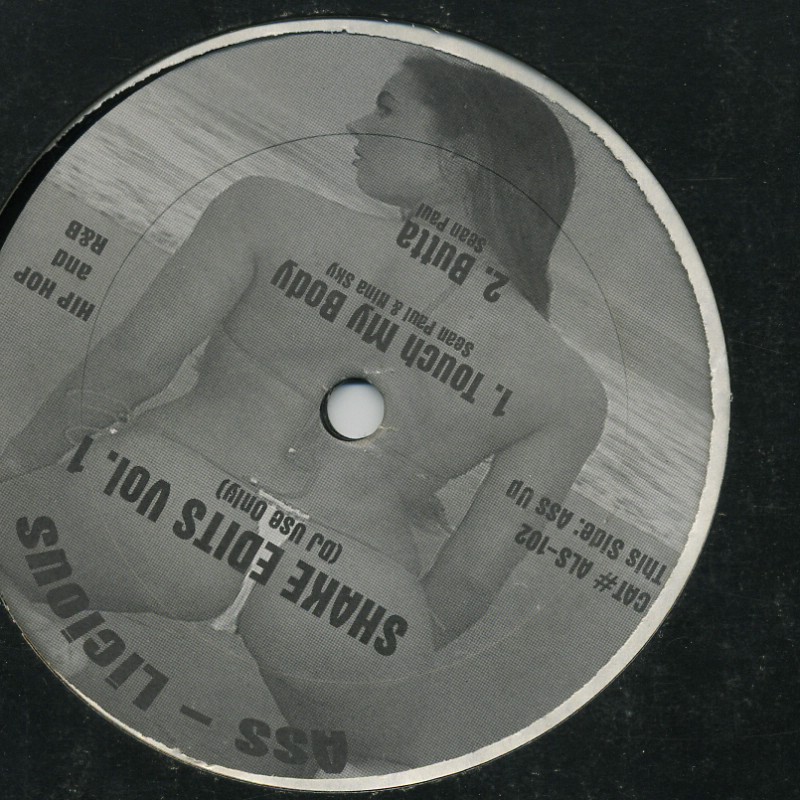 Ass - Licious
SHAKE EDITS Vol. 1
(DJ Use Only)
CAT# ALS-102
This Side: Ass Up
1. Touch My Body
Sean Paul & Nina Sky
2. Butta
Sean Paul
HIP HOP
and
R&B